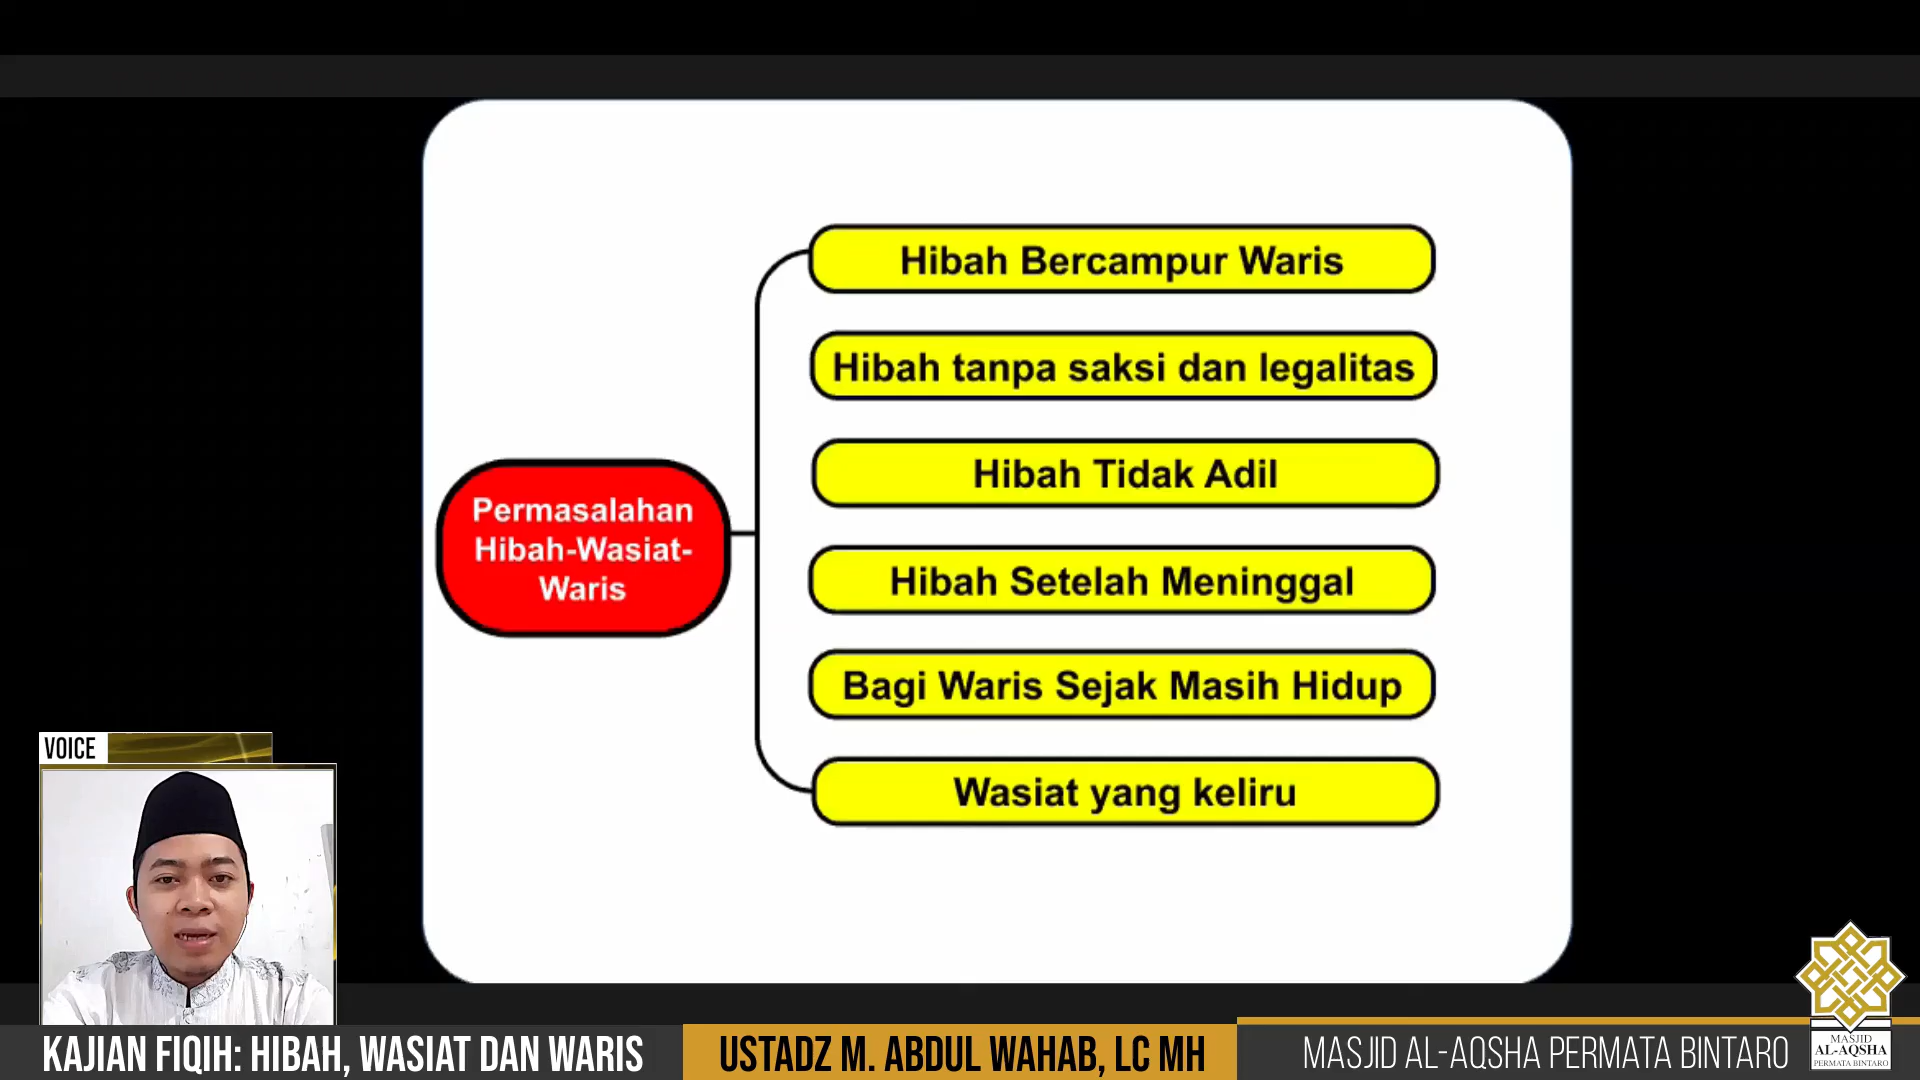 Hibah Bercampur Waris
Hibah tanpa saksi dan legalitas
Hibah Tidak Adil
Permasalahan
Hibah-Wasiat-
Waris
Hibah Setelah Meninggal
Bagi Waris Sejak Masih Hidup
Wasiat yang keliru
VOICE
KAJIAN FIQIH: HIBAH, WASIAT DAN WARIS
USTADZ M. ABDUL WAHAB, LC MH
MASJID AL-AQSHA PERMATA BINTARO
MASJID
AL-AQSHA
PERMATA BINTARO